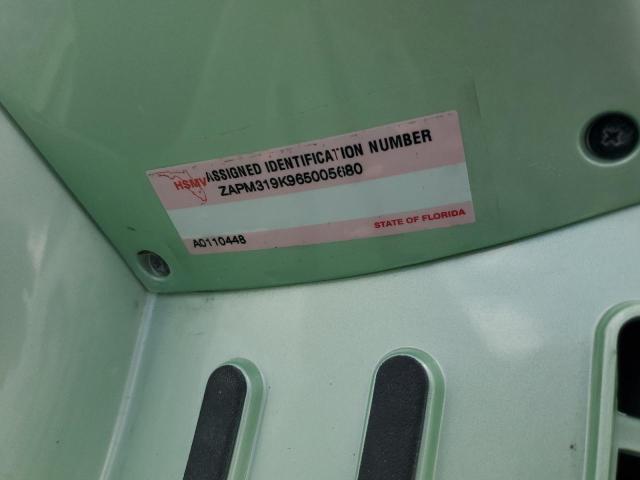 HSMV ASSIGNED IDENTIFICATION NUMBER
ZAPM319K965005680
A0110448
STATE OF FLORIDA